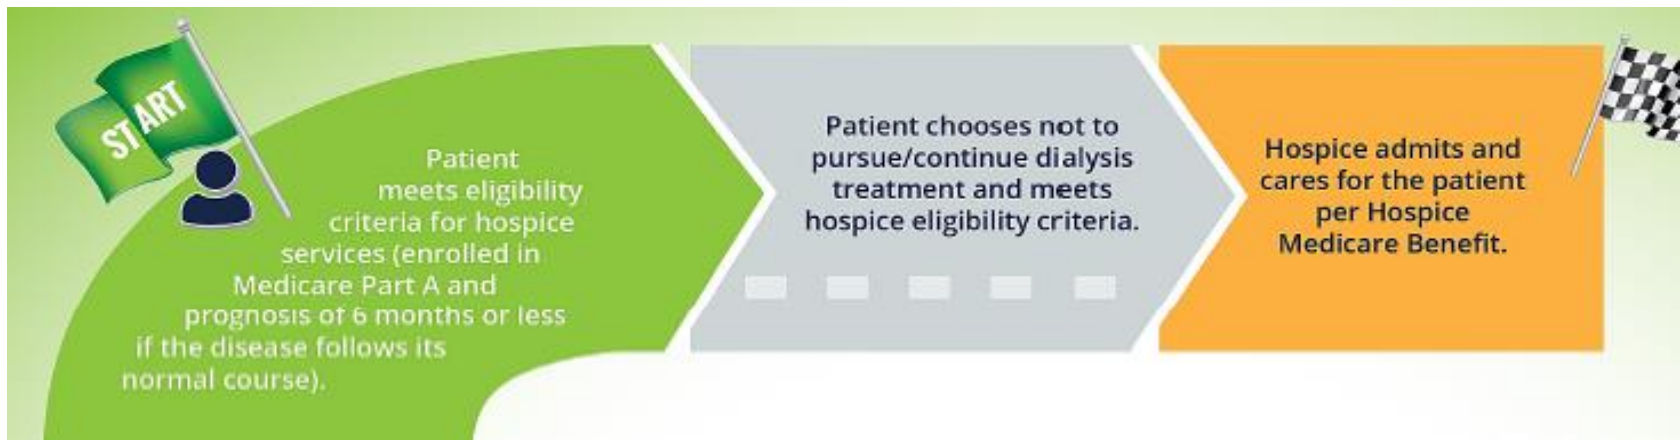 START
Patient
meets eligibility
criteria for hospice
services (enrolled in
Medicare Part A and
prognosis of 6 months or less
if the disease follows its
normal course).
Patient chooses not to
pursue/continue dialysis
treatment and meets
hospice eligibility criteria.
Hospice admits and
cares for the patient
per Hospice
Medicare Benefit.